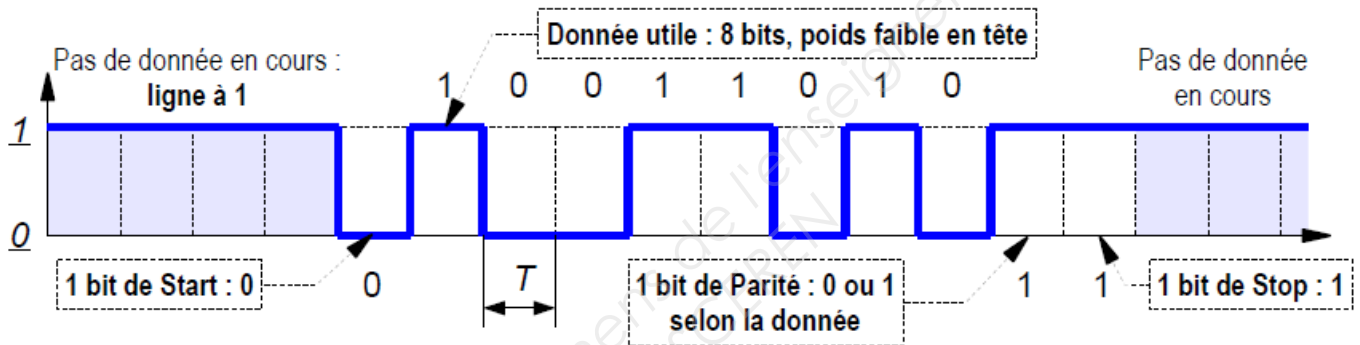 Donnée utile : 8 bits, poids faible en tête
Pas de donnée en cours :
ligne à 1
1 0 0 1 1 0 1 0
Pas de donnée
en cours
1
0
1 bit de Start : 0
0
T
1 bit de Parité : 0 ou 1
selon la donnée
1 1
1 bit de Stop : 1